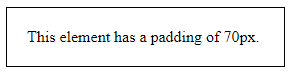 This element has a padding of 70px.